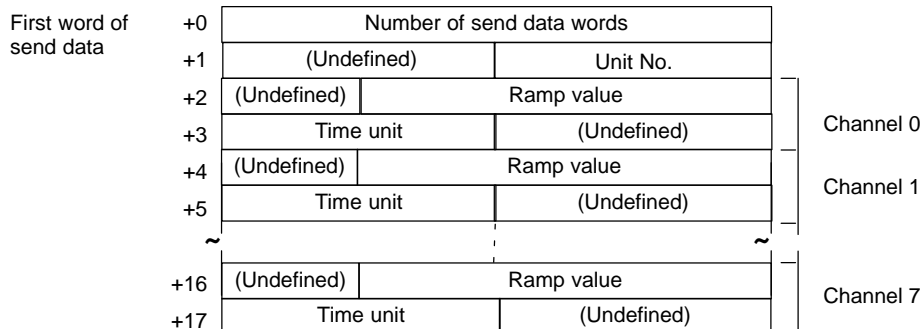 First word of
send data
+0 Number of send data words
+1 (Undefined) Unit No.
+2 (Undefined) Ramp value
+3 Time unit (Undefined)
Channel 0
+4 (Undefined) Ramp value
+5 Time unit (Undefined)
Channel 1
~ ~
+16 (Undefined) Ramp value
+17 Time unit (Undefined)
Channel 7